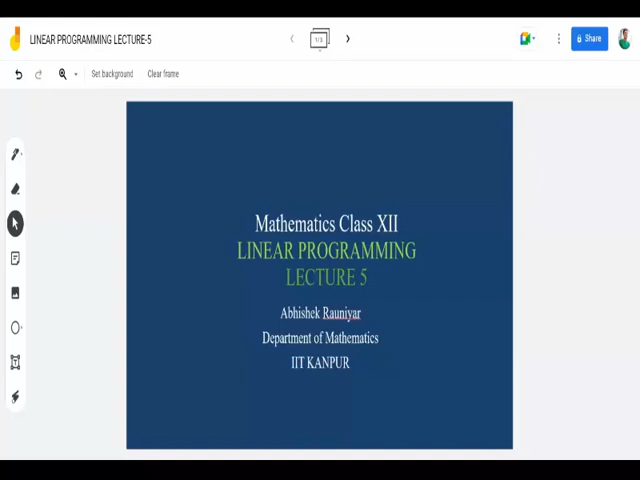 LINEAR PROGRAMMING LECTURE-5
1/3
Share
Set background
Clear frame
Mathematics Class XII
LINEAR PROGRAMMING
LECTURE 5
Abhishek Rauniyar
Department of Mathematics
IIT KANPUR